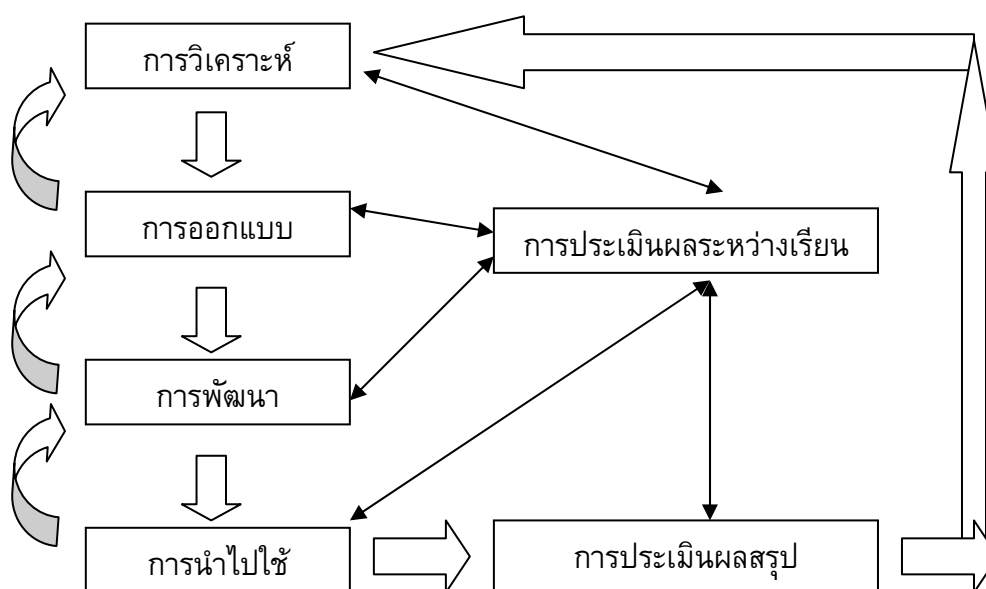 การวิเคราะห์
การออกแบบ
การประเมินผลระหว่างเรียน
การพัฒนา
การนำไปใช้
การประเมินผลสรุป